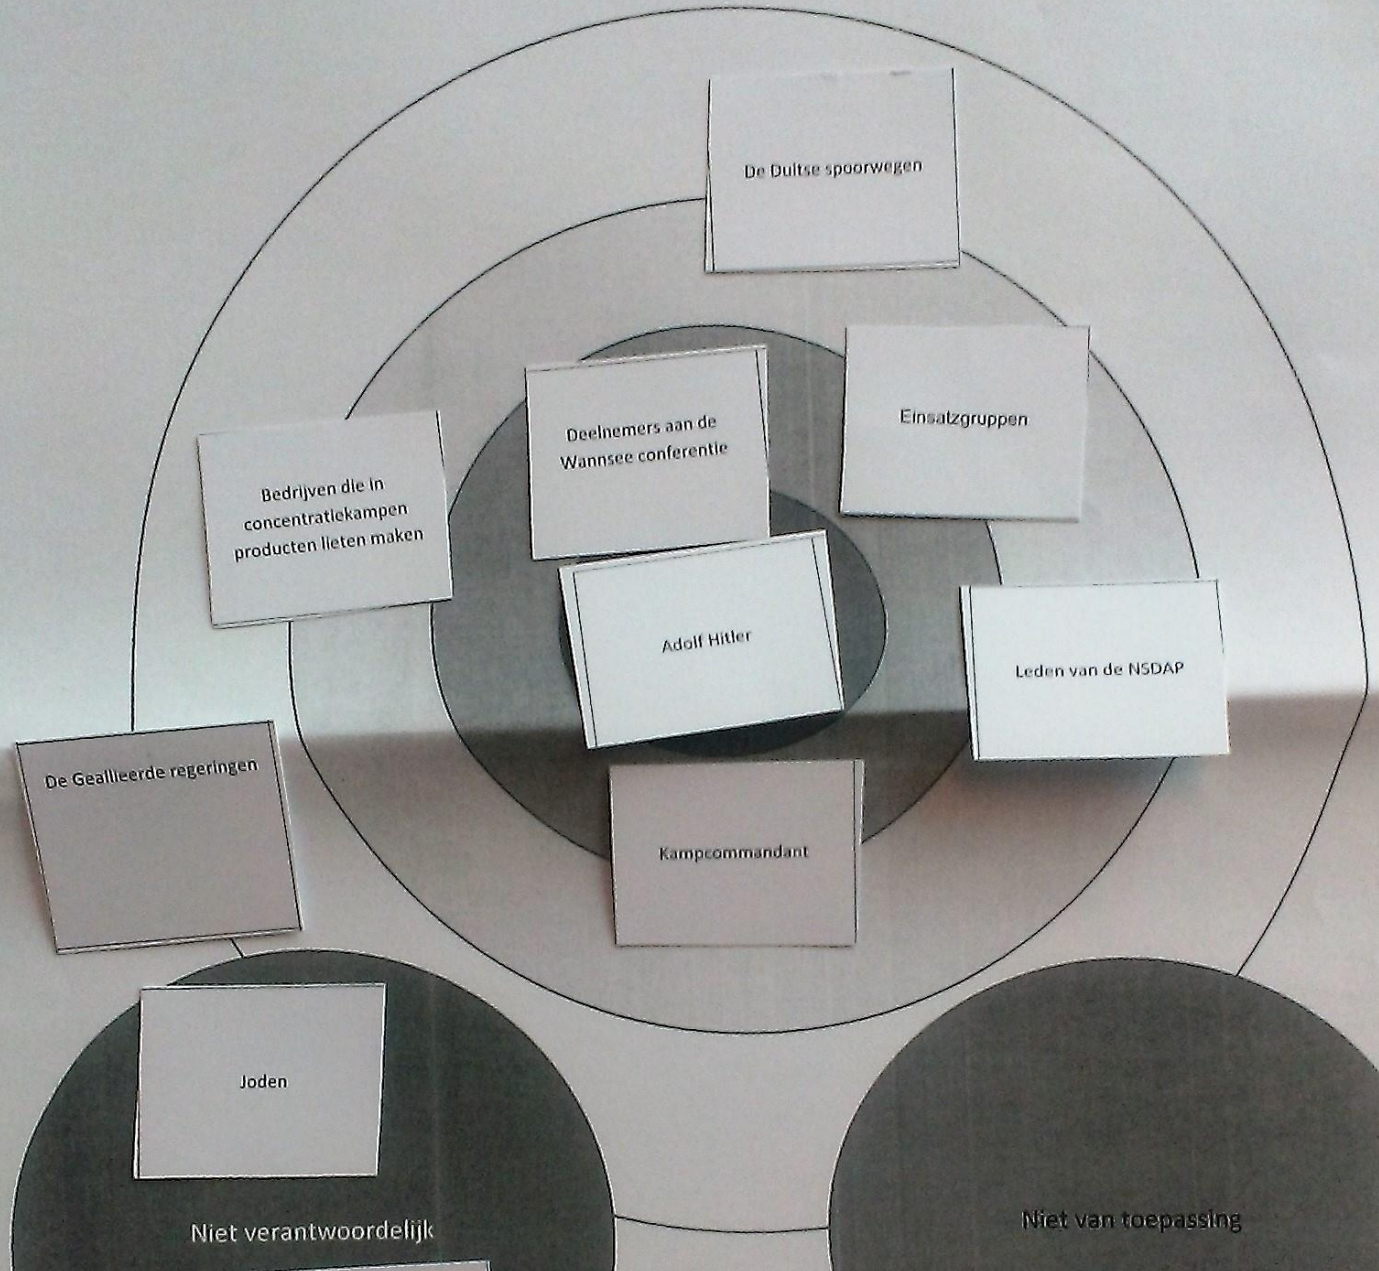 De Duitse spoorwegen
Einsatzgruppen
Deelnemers aan de
Wannsee conferentie
Bedrijven die in
concentratiekampen
producten lieten maken
Adolf Hitler
Leden van de NSDAP
De Geallieerde regeringen
Kampcommandant
Joden
Niet verantwoordelijk
Niet van toepassing